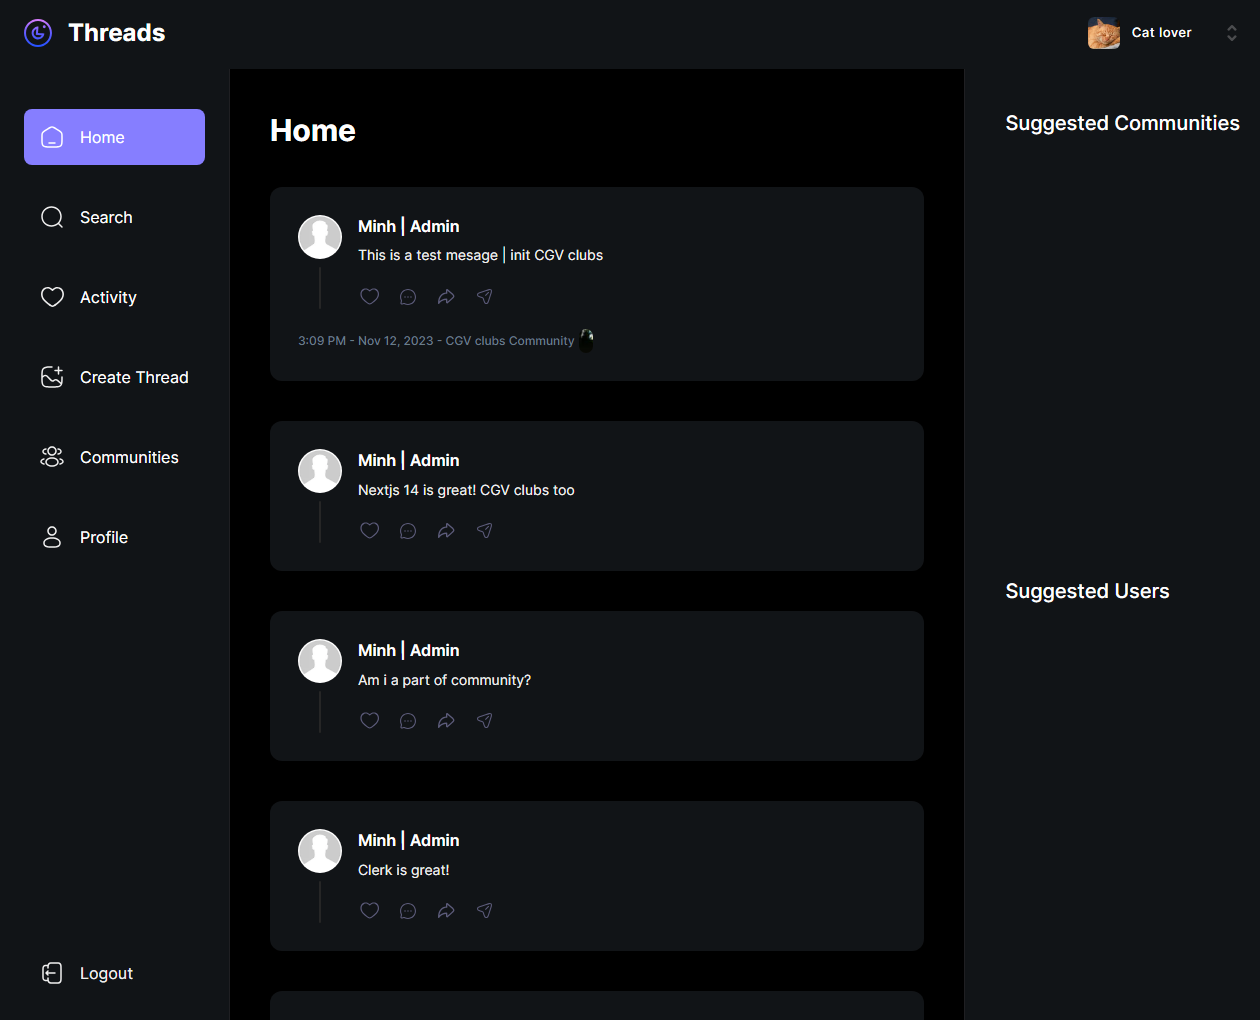 Threads
Cat lover
Home
Search
Activity
Create Thread
Communities
Profile
Logout
Home
Minh | Admin
This is a test mesage | init CGV clubs
3:09 PM - Nov 12, 2023 - CGV clubs Community
Minh | Admin
Nextjs 14 is great! CGV clubs too
Minh | Admin
Am i a part of community?
Minh | Admin
Clerk is great!
Suggested Communities
Suggested Users